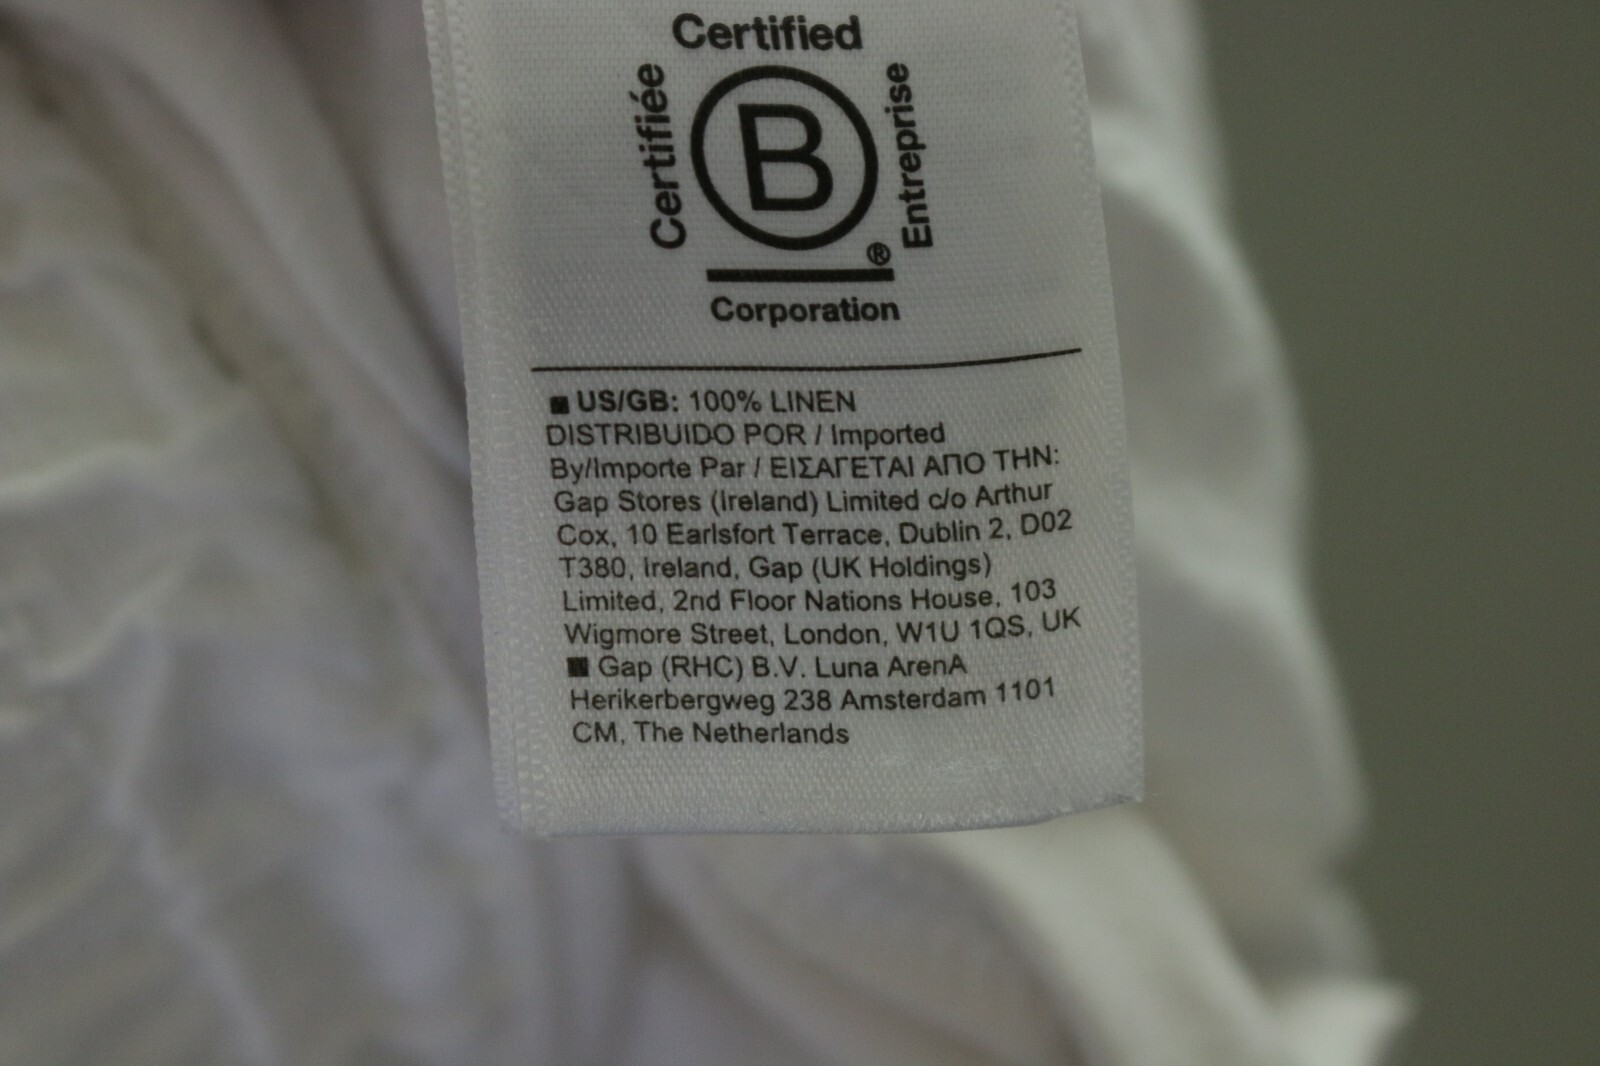 Certified
Certifiée
B
Entreprise
®
Corporation
US/GB: 100% LINEN
DISTRIBUIDO POR / Imported
By/Importe Par / ΕΙΣΑΓΕΤΑΙ ΑΠΟ ΤΗΝ:
Gap Stores (Ireland) Limited c/o Arthur
Cox, 10 Earlsfort Terrace, Dublin 2, D02
T380, Ireland, Gap (UK Holdings)
Limited, 2nd Floor Nations House, 103
Wigmore Street, London, W1U 1QS, UK
Gap (RHC) B.V. Luna ArenA
Herikerbergweg 238 Amsterdam 1101
CM, The Netherlands